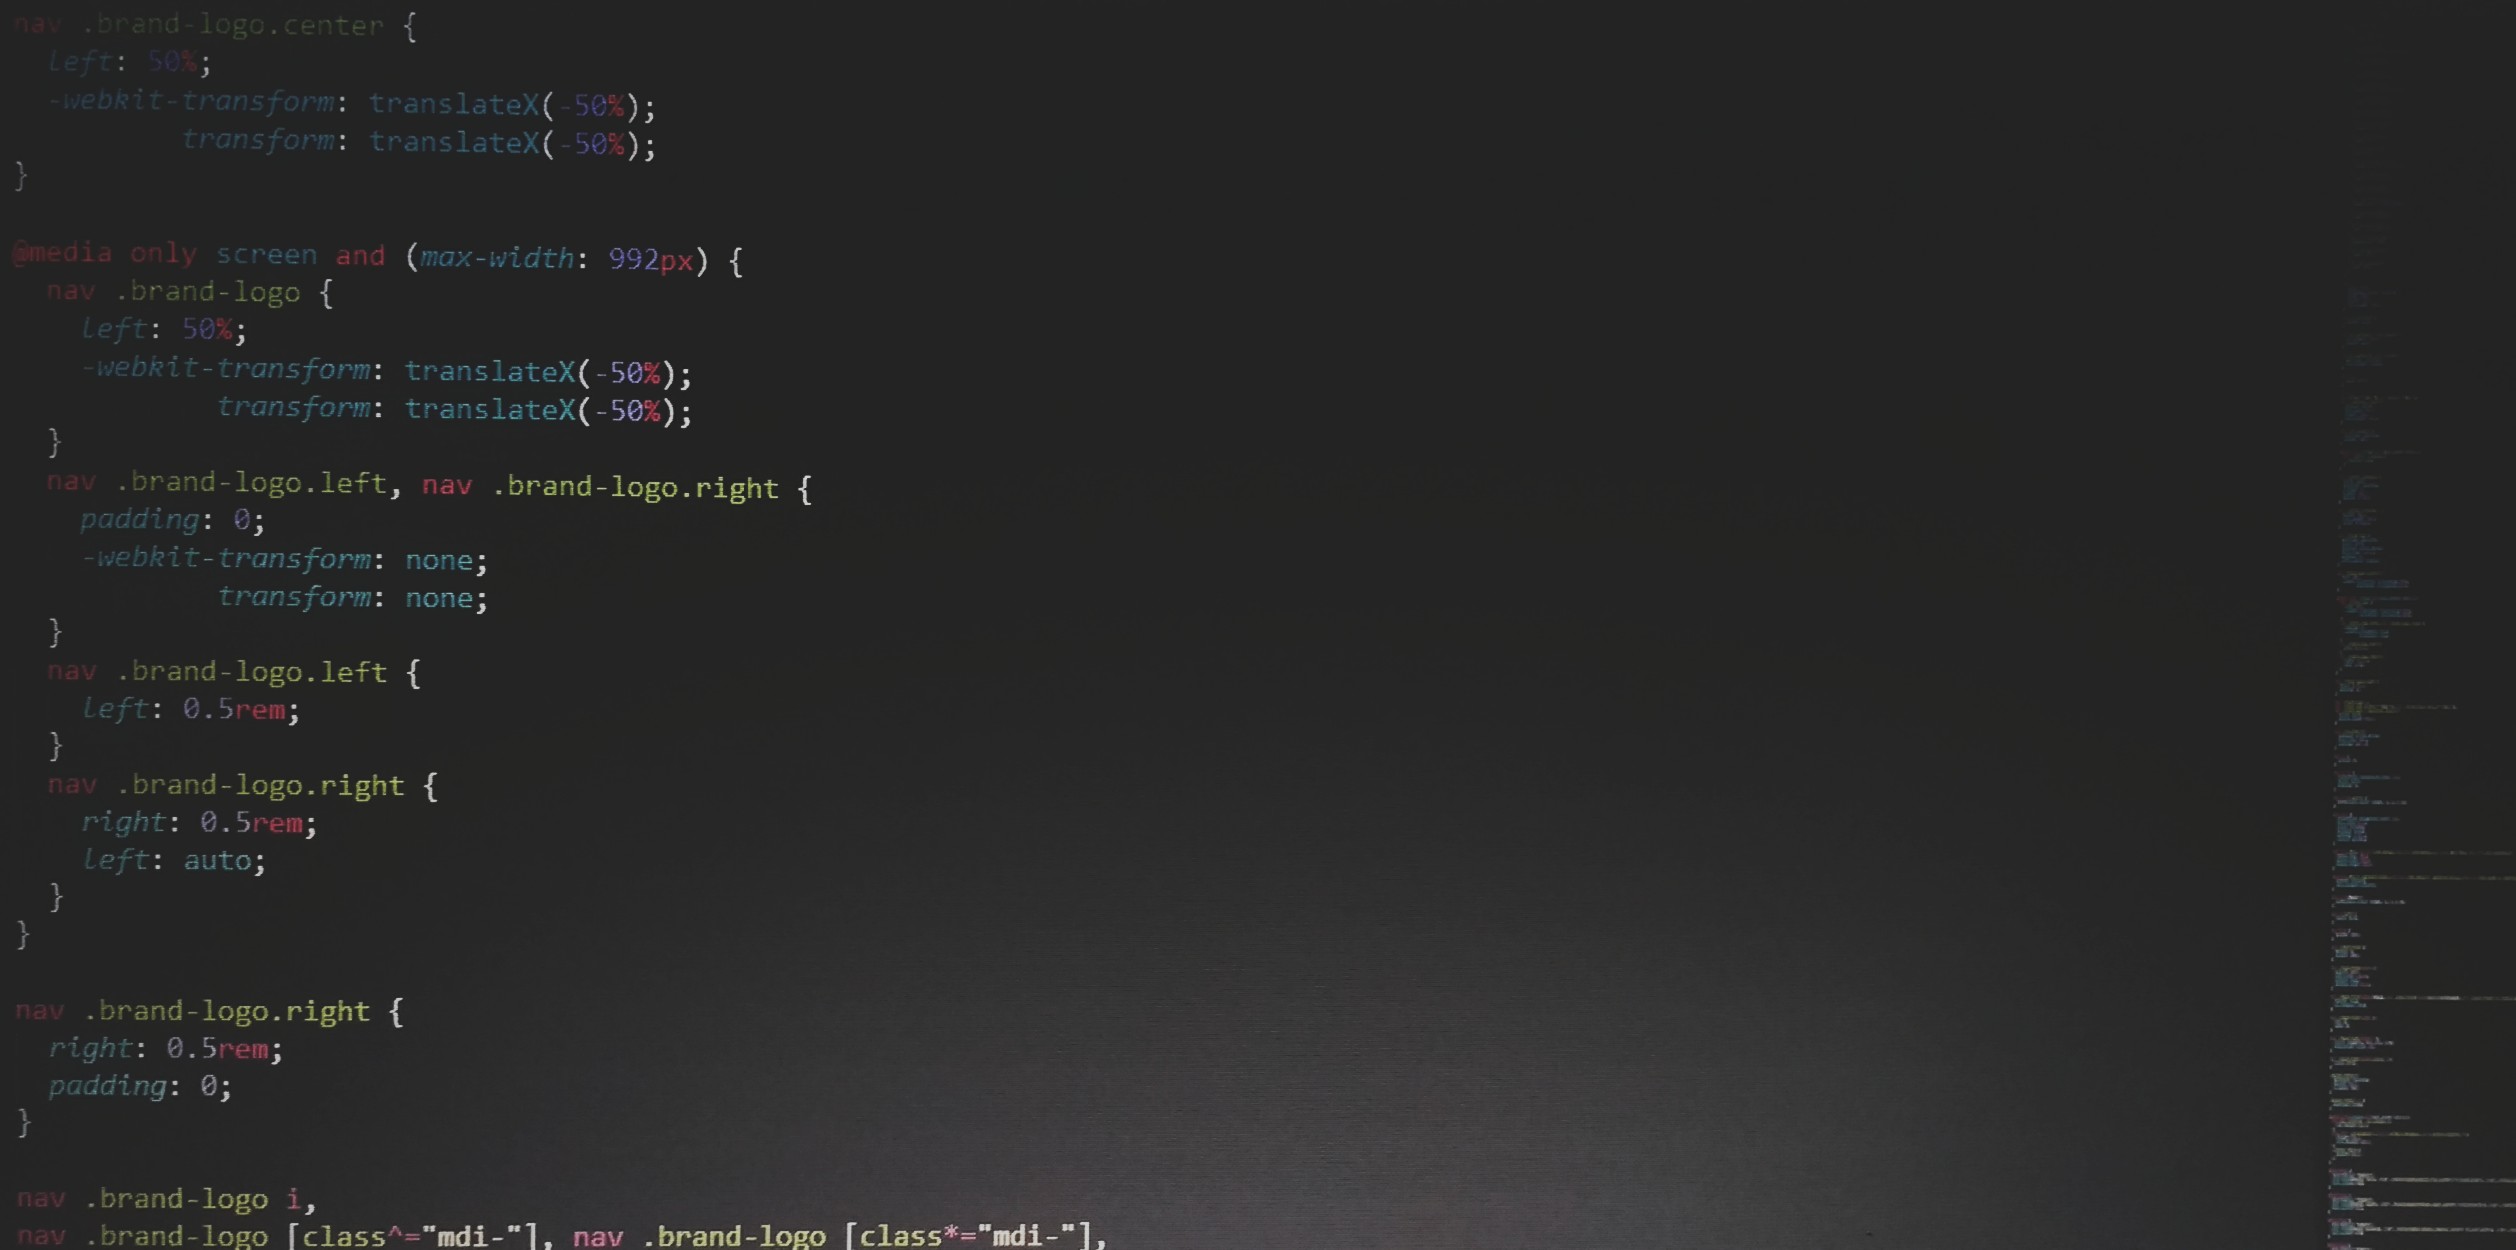 nav .brand-logo.center {
  left: 50%;
  -webkit-transform: translateX(-50%);
          transform: translateX(-50%);
}

@media only screen and (max-width: 992px) {
  nav .brand-logo {
    left: 50%;
    -webkit-transform: translateX(-50%);
            transform: translateX(-50%);
  }
  nav .brand-logo.left, nav .brand-logo.right {
    padding: 0;
    -webkit-transform: none;
            transform: none;
  }
  nav .brand-logo.left {
    left: 0.5rem;
  }
  nav .brand-logo.right {
    right: 0.5rem;
    left: auto;
  }
}

nav .brand-logo.right {
  right: 0.5rem;
  padding: 0;
}

nav .brand-logo i,
nav .brand-logo [class^="mdi-"], nav .brand-logo [class*="mdi-"],